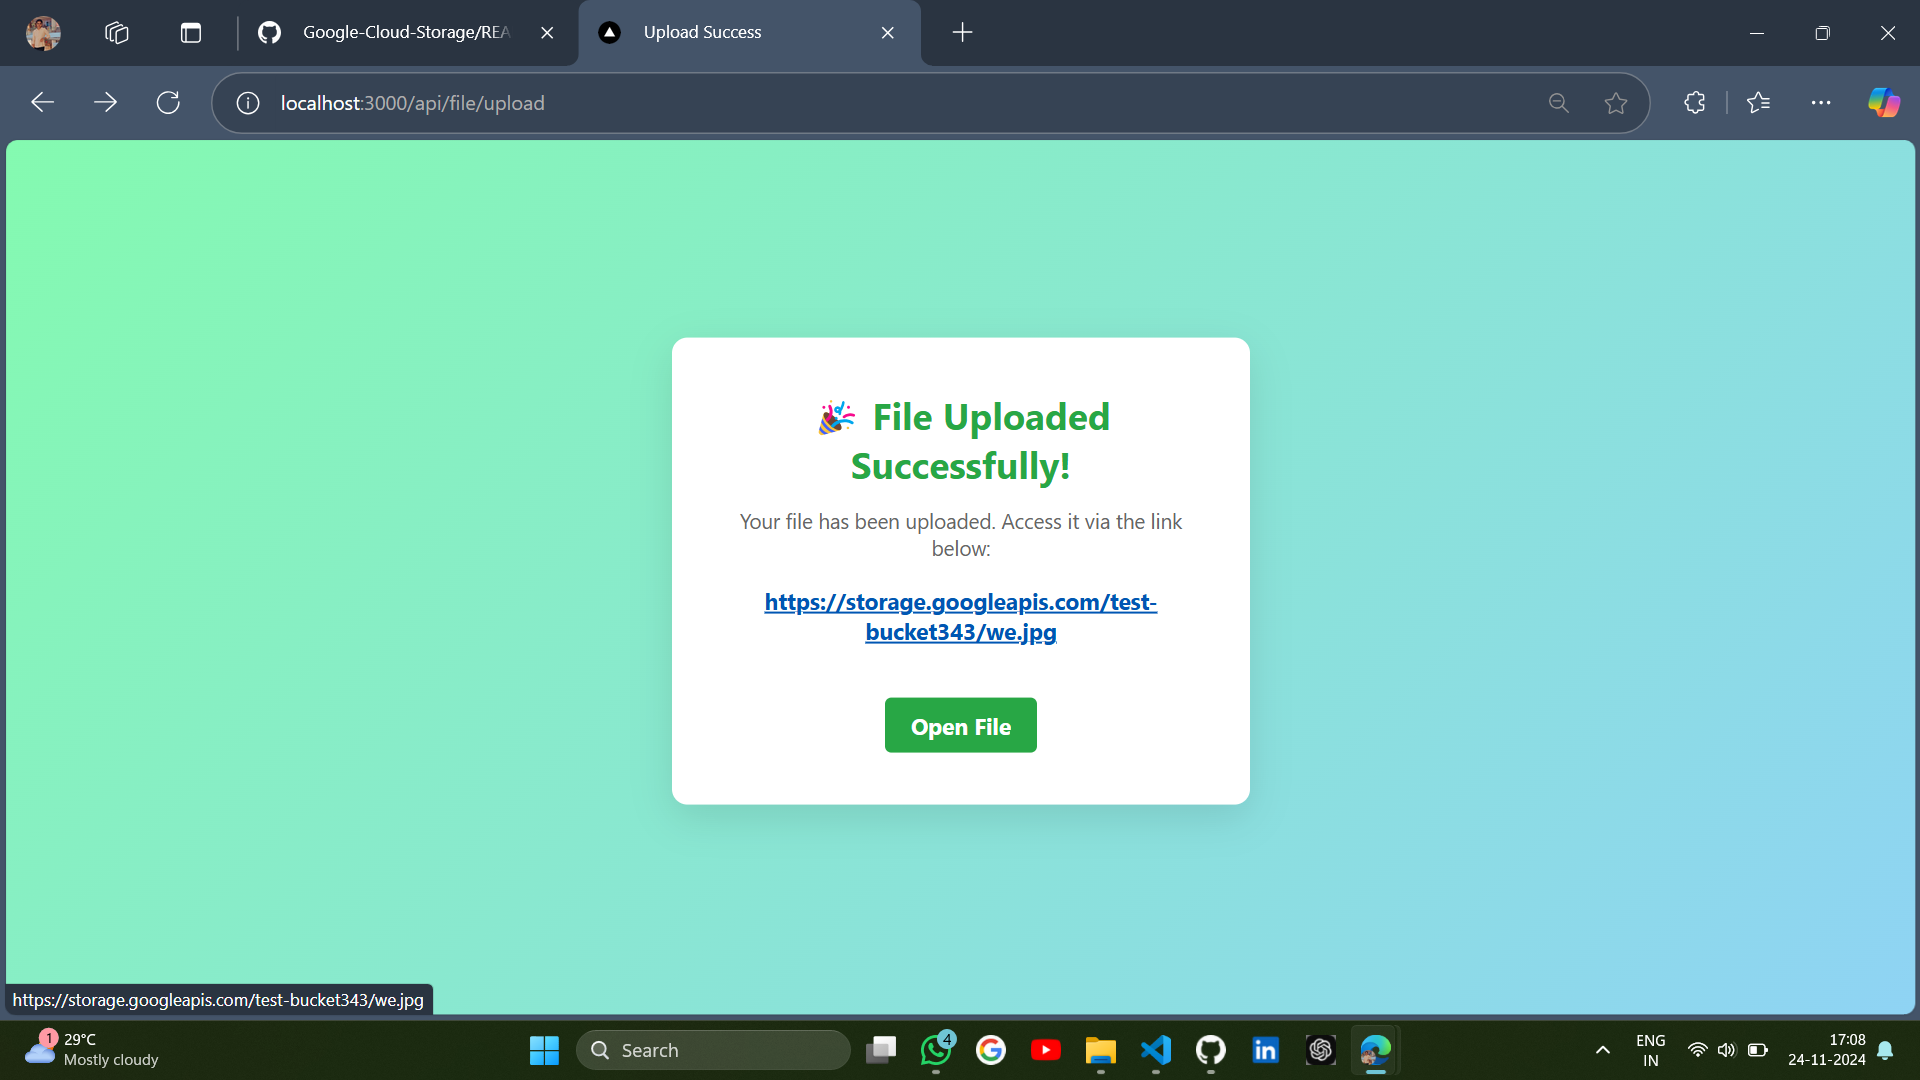 Google-Cloud-Storage/REA
Upload Success
localhost:3000/api/file/upload
File Uploaded
Successfully!
Your file has been uploaded. Access it via the link
below:
https://storage.googleapis.com/test-
bucket343/we.jpg
Open File
https://storage.googleapis.com/test-bucket343/we.jpg
1
29°C
Mostly cloudy
Search
4
in
ENG
IN
17:08
24-11-2024